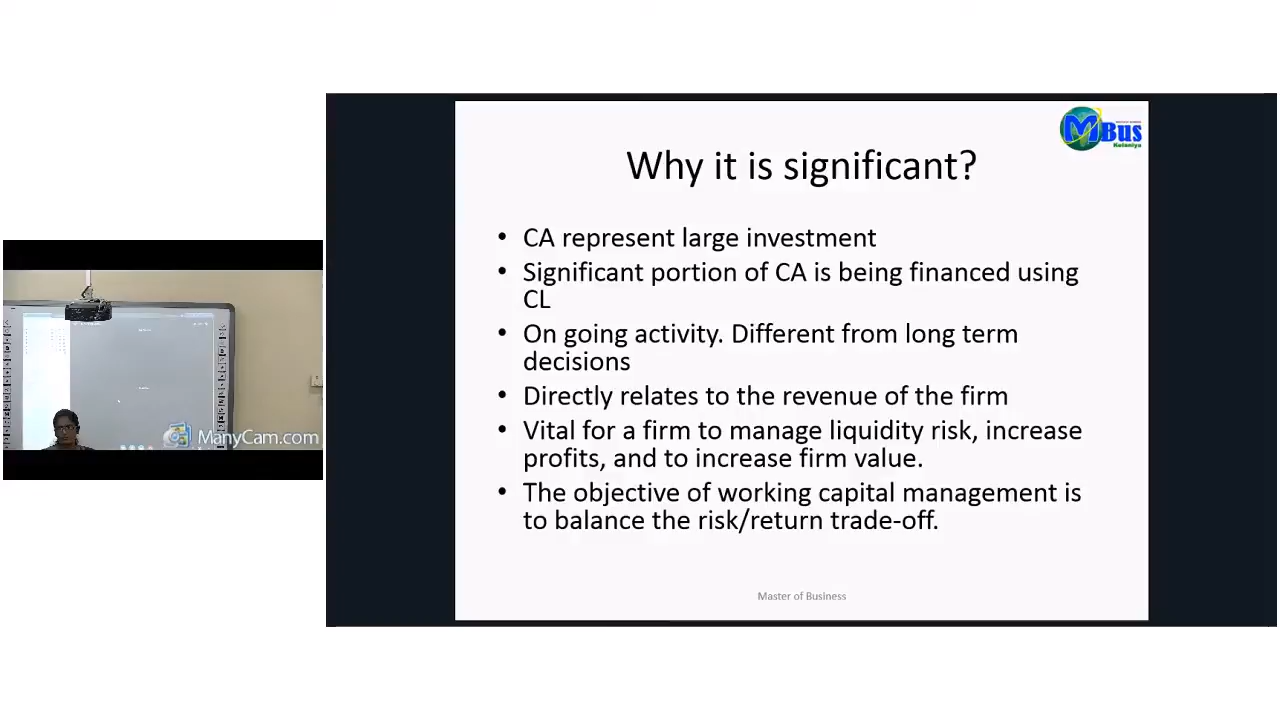 MBus
Kelaniya
Why it is significant?
• CA represent large investment
• Significant portion of CA is being financed using
CL
• On going activity. Different from long term
decisions
• Directly relates to the revenue of the firm
• Vital for a firm to manage liquidity risk, increase
profits, and to increase firm value.
• The objective of working capital management is
to balance the risk/return trade-off.
ManyCam.com
Master of Business